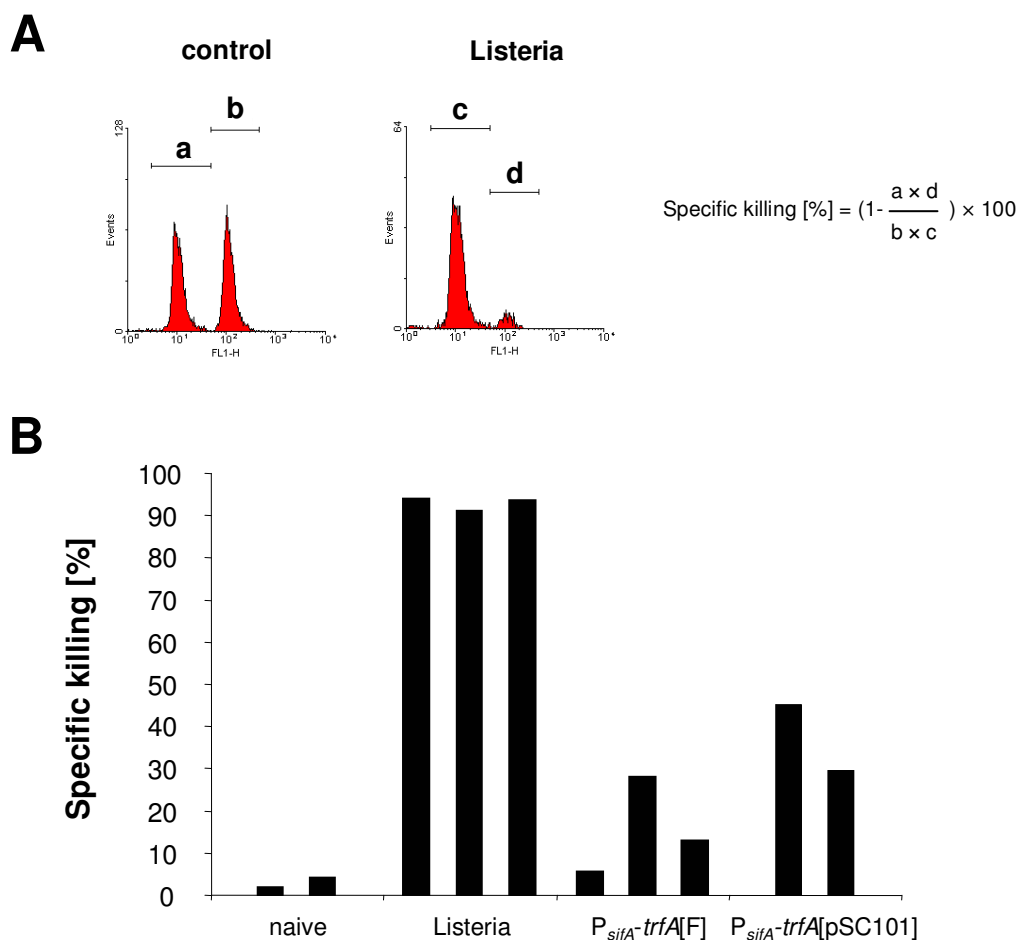 A
control
Listeria
b
a
c
d
128
Events
0
10⁰ 10¹ 10² 10³ 10⁴
FL1-H
64
Events
0
10⁰ 10¹ 10² 10³ 10⁴
FL1-H
Specific killing [%] = (1- a × d / b × c ) × 100
B
Specific killing [%]
100
90
80
70
60
50
40
30
20
10
0
naive
Listeria
PsifA-trfA[F]
PsifA-trfA[pSC101]